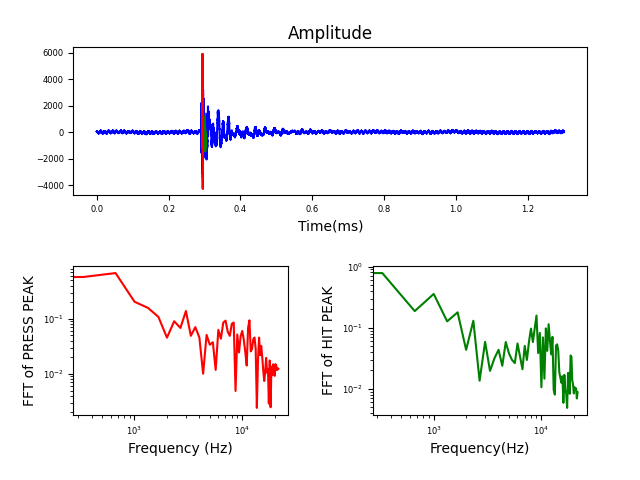 Amplitude
6000
4000
2000
0
−2000
−4000
0.0 0.2 0.4 0.6 0.8 1.0 1.2
Time(ms)
FFT of PRESS PEAK
10⁻¹
10⁻²
10³ 10⁴
Frequency (Hz)
FFT of HIT PEAK
10⁰
10⁻¹
10⁻²
10³ 10⁴
Frequency(Hz)